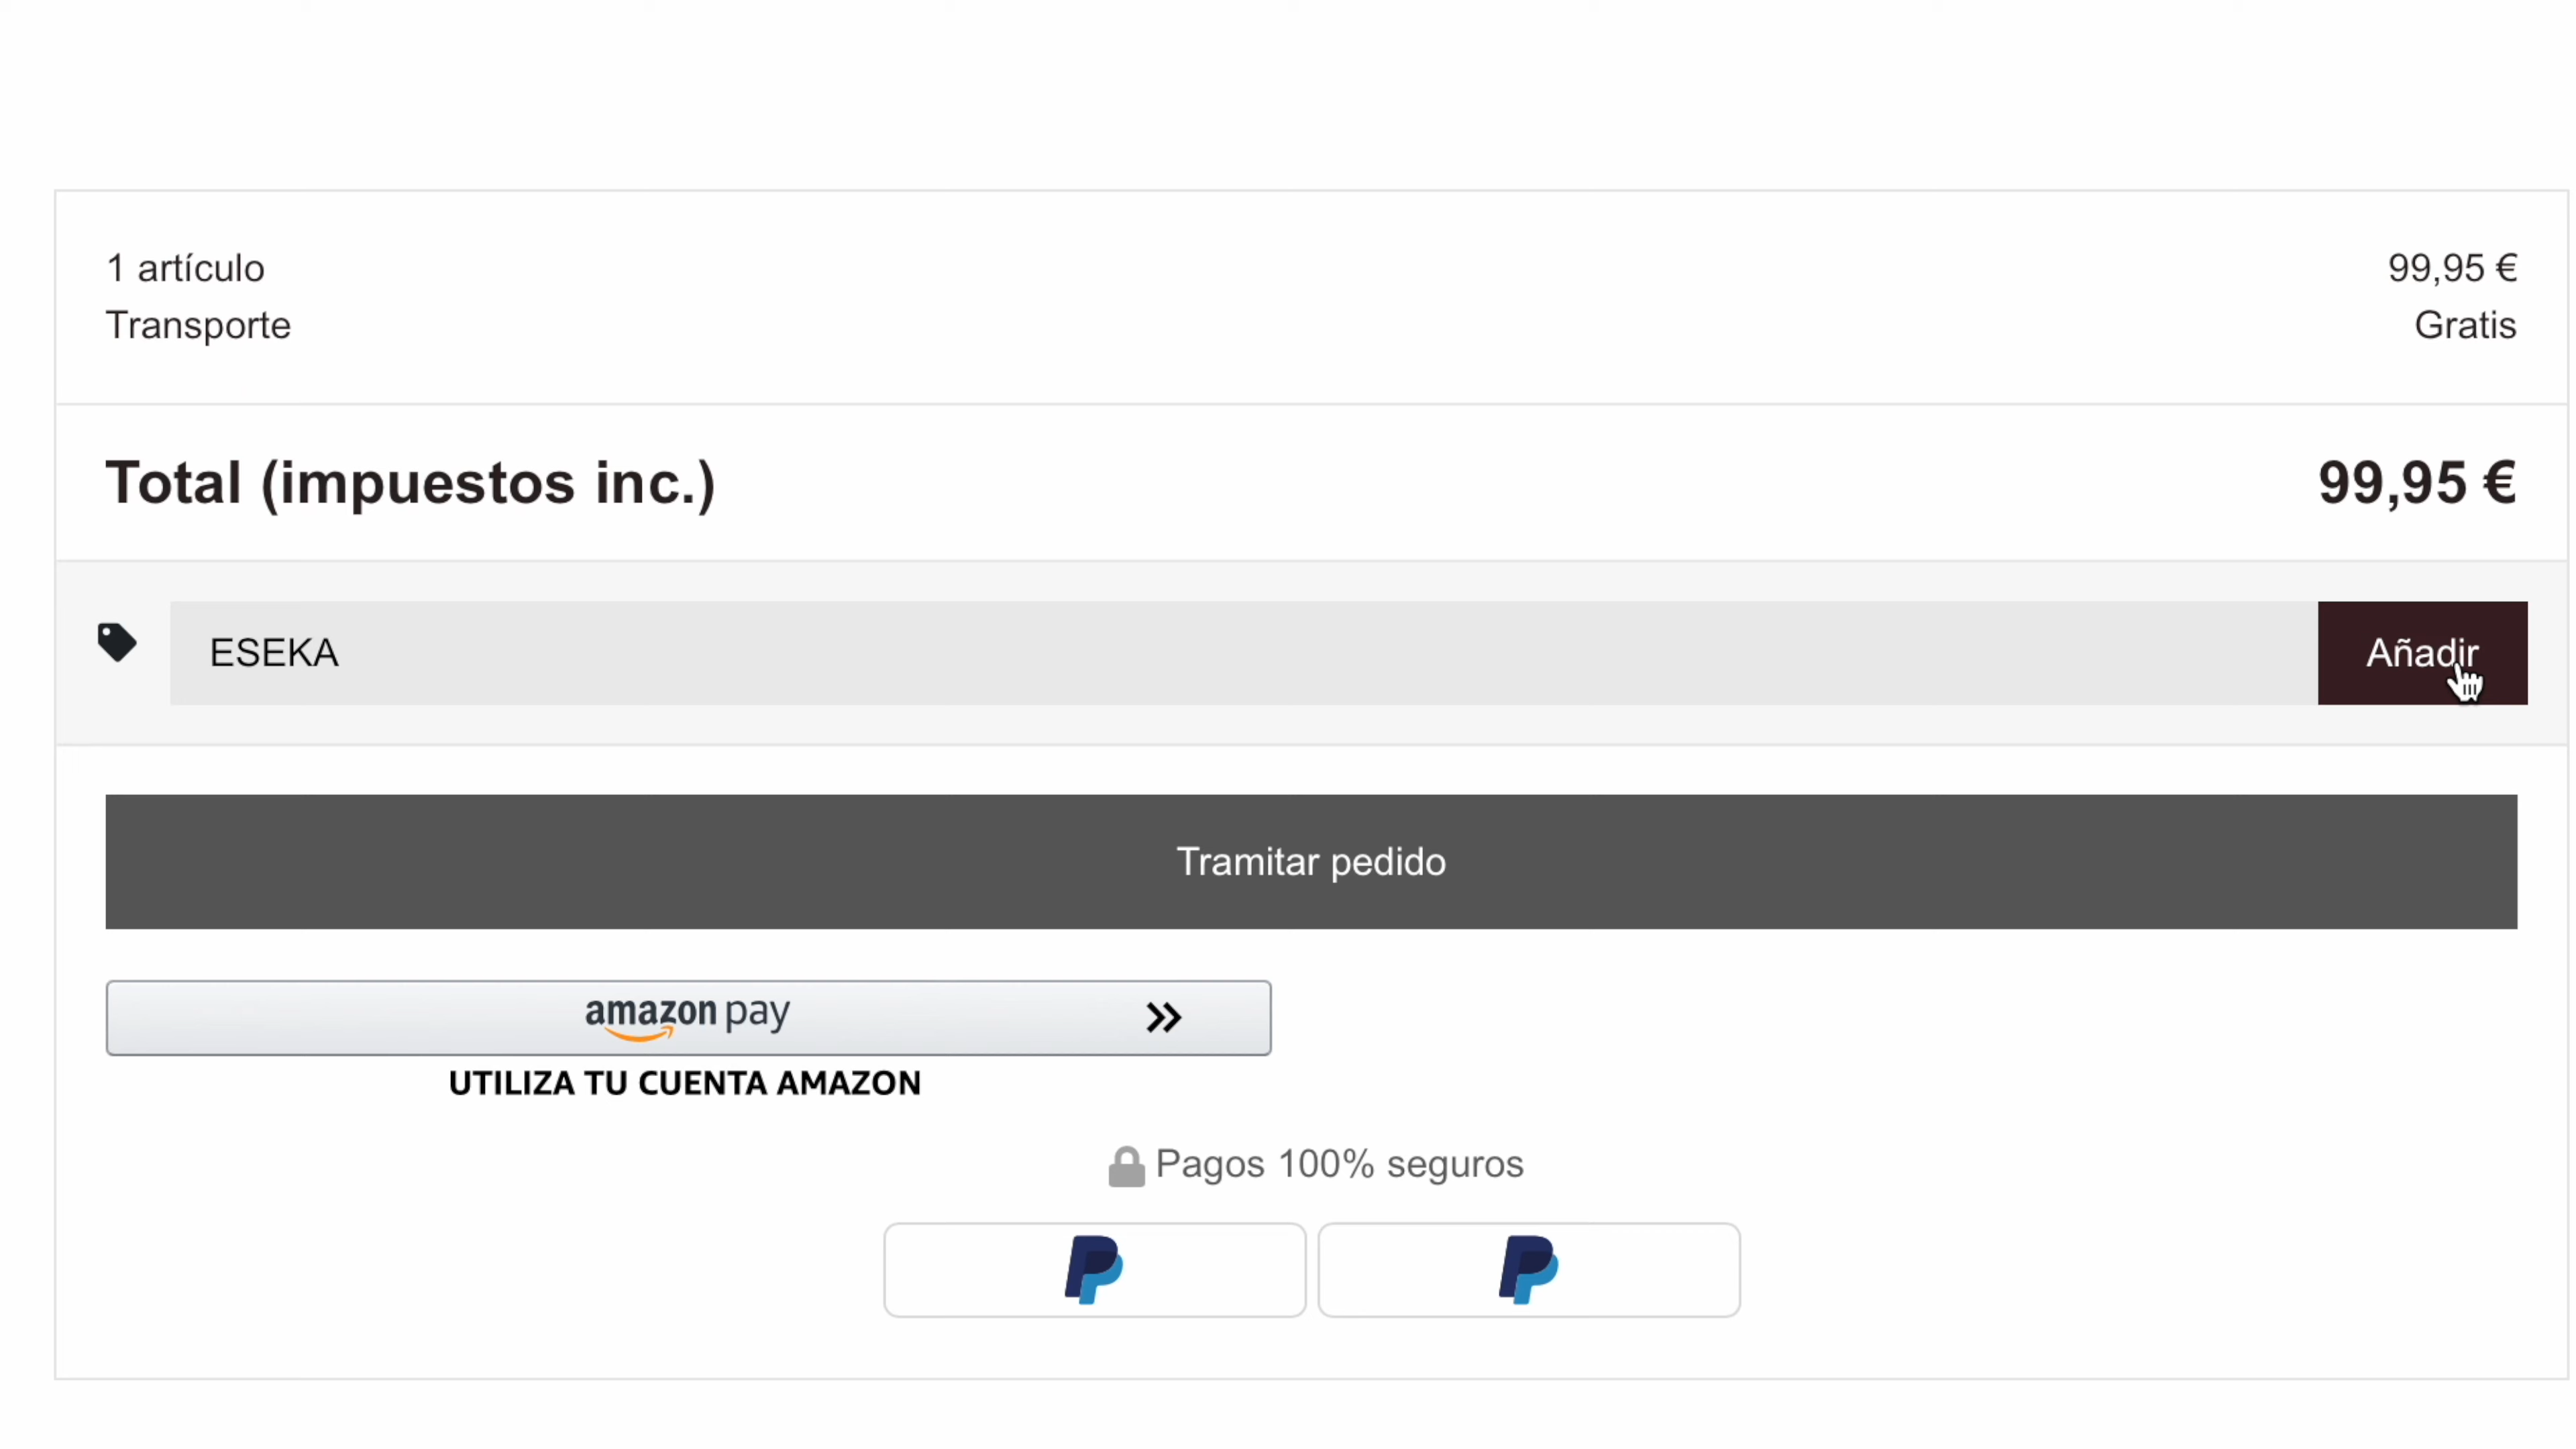 1 artículo 99,95 €
Transporte Gratis
Total (impuestos inc.) 99,95 €
ESEKA Añadir
Tramitar pedido
amazon pay
UTILIZA TU CUENTA AMAZON
Pagos 100% seguros